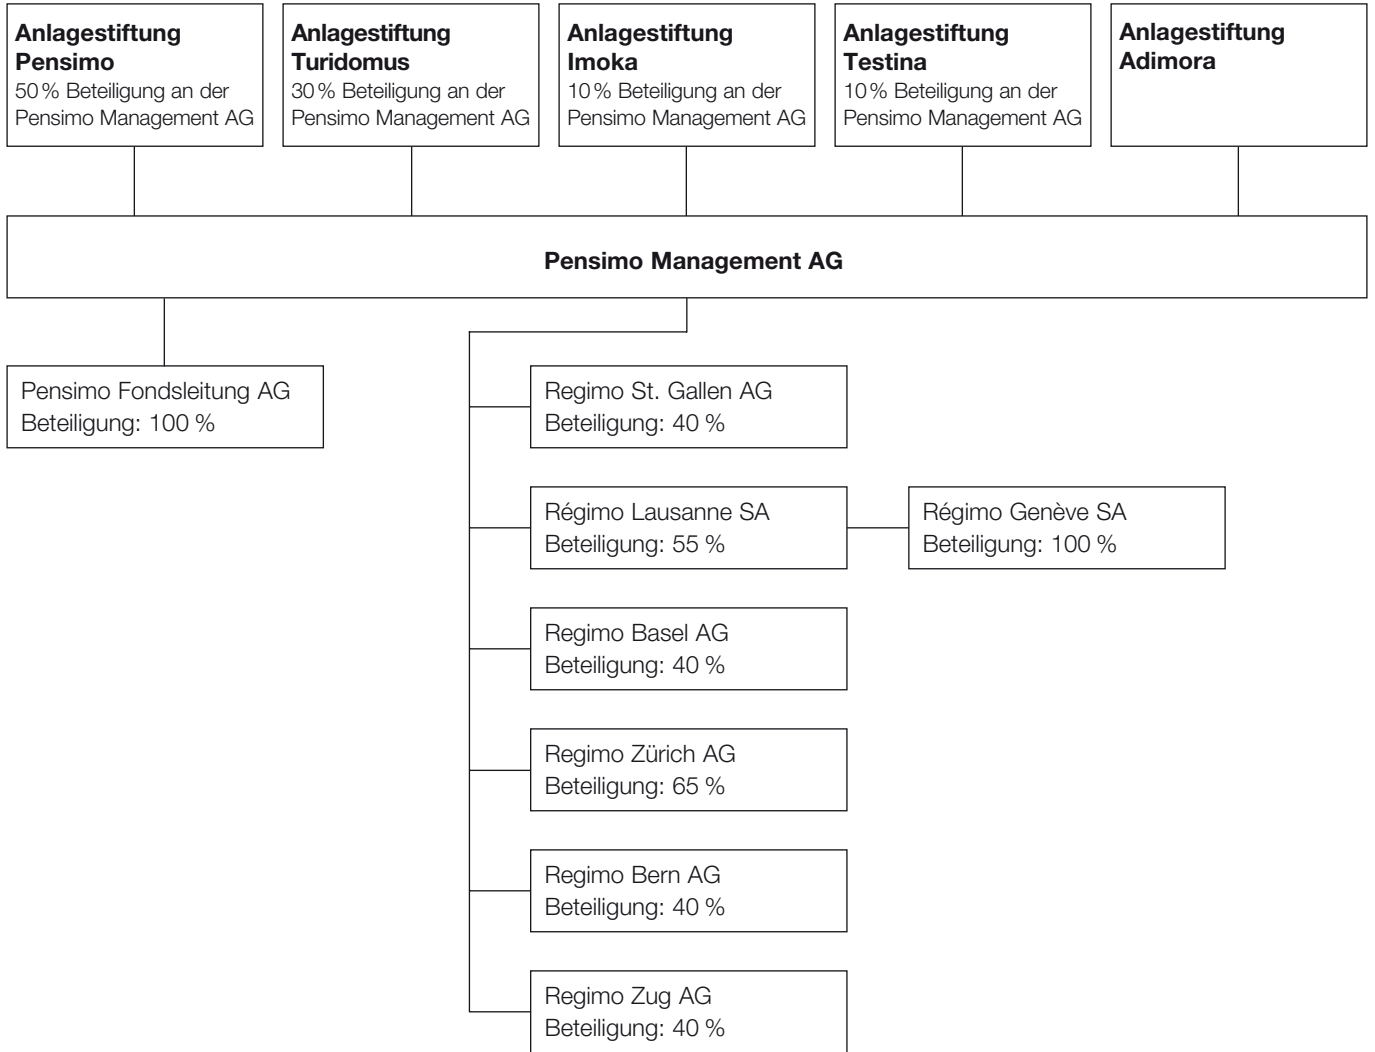 Anlagestiftung
Pensimo
50 % Beteiligung an der
Pensimo Management AG
Anlagestiftung
Turidomus
30 % Beteiligung an der
Pensimo Management AG
Anlagestiftung
Imoka
10 % Beteiligung an der
Pensimo Management AG
Anlagestiftung
Testina
10 % Beteiligung an der
Pensimo Management AG
Anlagestiftung
Adimora
Pensimo Management AG
Pensimo Fondsleitung AG
Beteiligung: 100 %
Regimo St. Gallen AG
Beteiligung: 40 %
Régimo Lausanne SA
Beteiligung: 55 %
Régimo Genève SA
Beteiligung: 100 %
Regimo Basel AG
Beteiligung: 40 %
Regimo Zürich AG
Beteiligung: 65 %
Regimo Bern AG
Beteiligung: 40 %
Regimo Zug AG
Beteiligung: 40 %